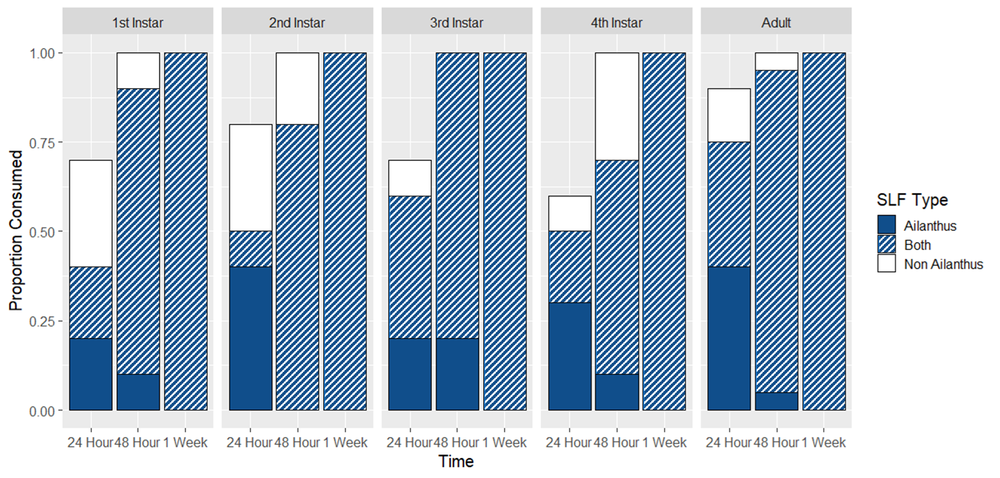 1st Instar
2nd Instar
3rd Instar
4th Instar
Adult
1.00
0.75
0.50
0.25
0.00
Proportion Consumed
24 Hour 48 Hour 1 Week
24 Hour 48 Hour 1 Week
24 Hour 48 Hour 1 Week
24 Hour 48 Hour 1 Week
24 Hour 48 Hour 1 Week
Time
SLF Type
Ailanthus
Both
Non Ailanthus